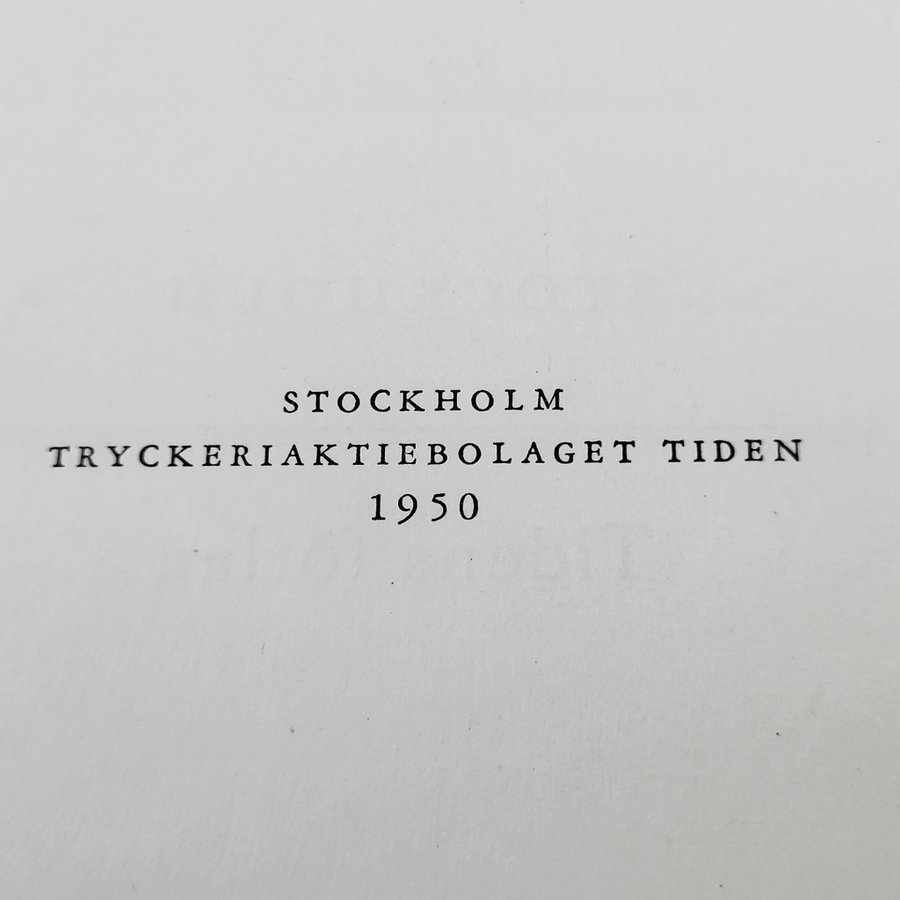 STOCKHOLM
TRYCKERIAKTIEBOLAGET TIDEN
1950